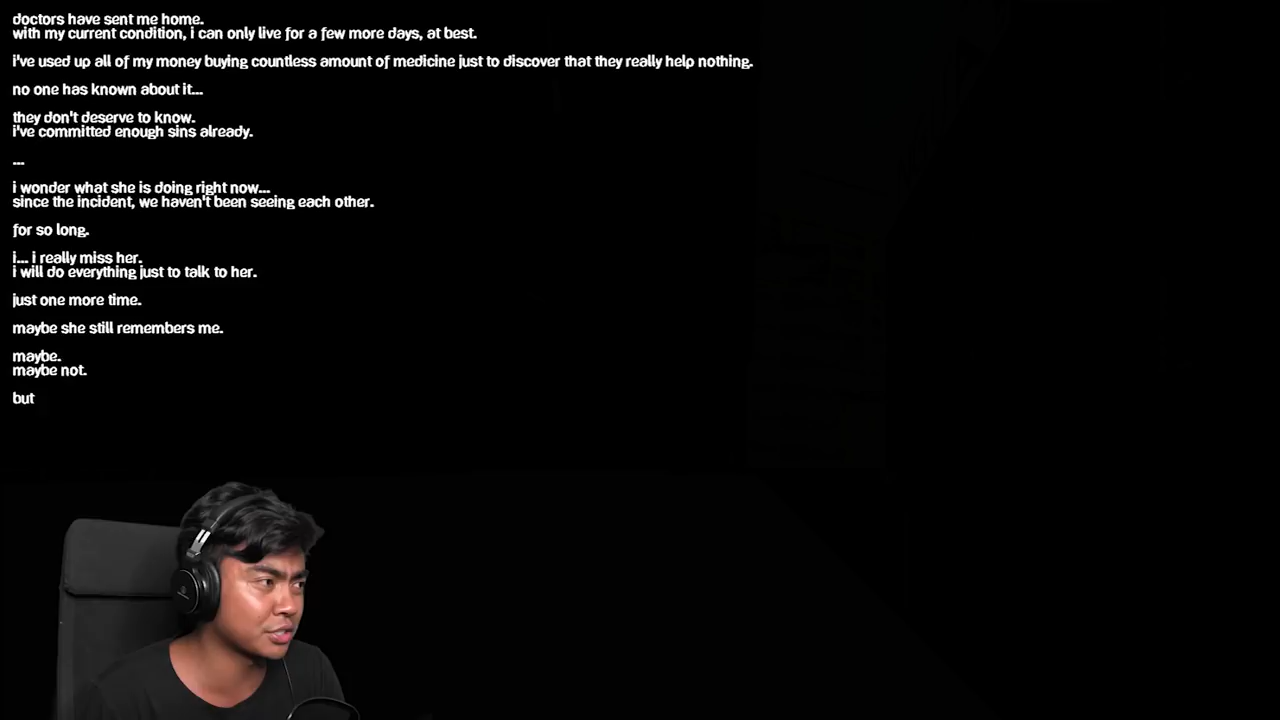 doctors have sent me home.
with my current condition, i can only live for a few more days, at best.
i've used up all of my money buying countless amount of medicine just to discover that they really help nothing.
no one has known about it...
they don't deserve to know.
i've committed enough sins already.
...
i wonder what she is doing right now...
since the incident, we haven't been seeing each other.
for so long.
i... i really miss her.
i will do everything just to talk to her.
just one more time.
maybe she still remembers me.
maybe.
maybe not.
but